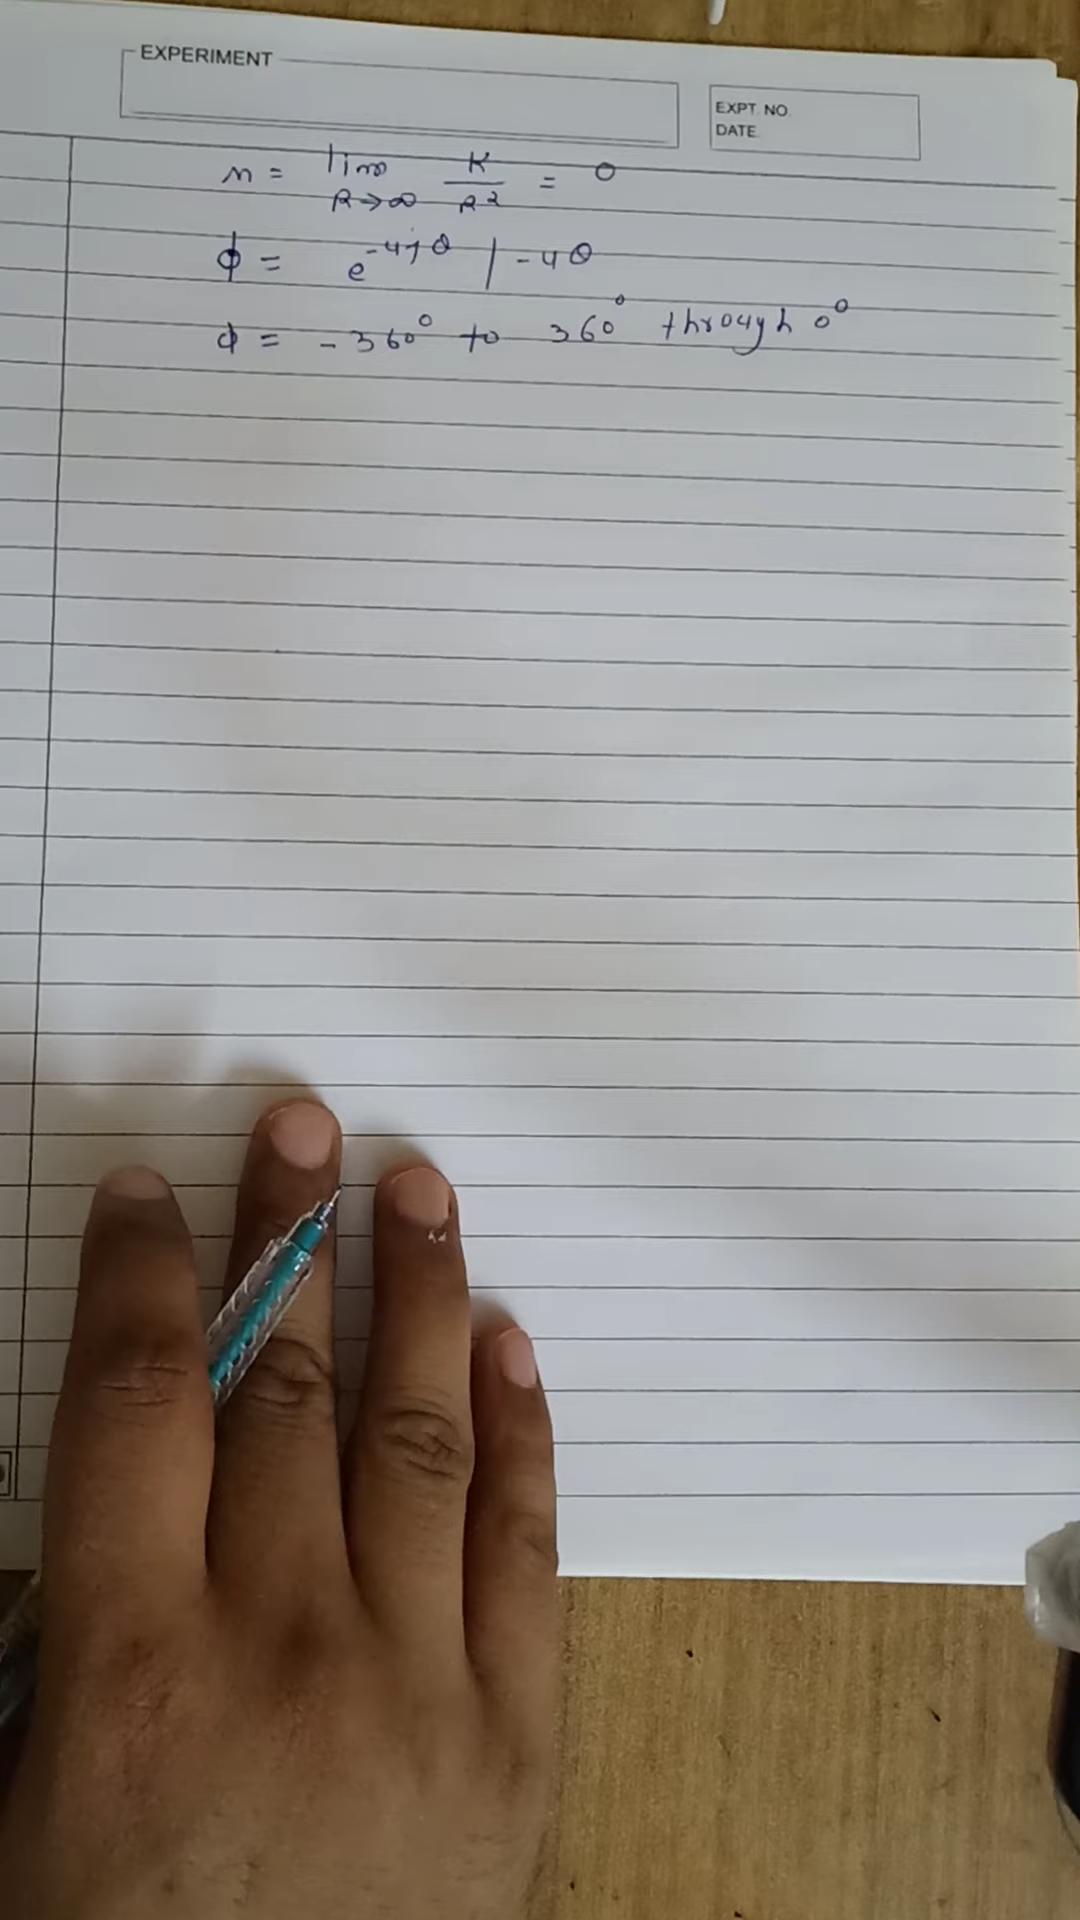 EXPERIMENT
EXPT. NO.
DATE
m = lim R→∞ K/R² = 0
ϕ = e^-4jθ | -4θ
ϕ = -360° to 360° through 0°